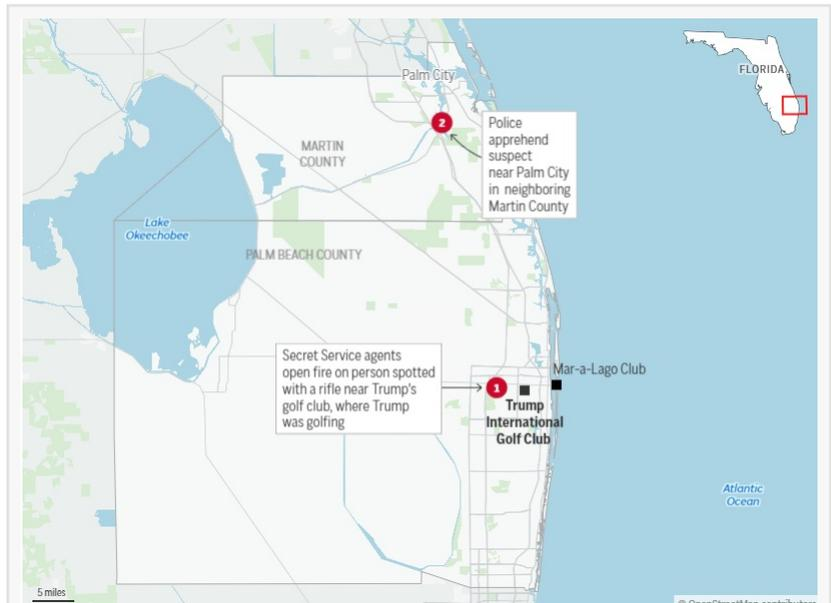 FLORIDA
Palm City
2
Police
apprehend
suspect
near Palm City
in neighboring
Martin County
MARTIN
COUNTY
Lake
Okeechobee
PALM BEACH COUNTY
Secret Service agents
open fire on person spotted
with a rifle near Trump's
golf club, where Trump
was golfing
1
Mar-a-Lago Club
Trump
International
Golf Club
Atlantic
Ocean
5 miles
© OpenStreetMap contributors